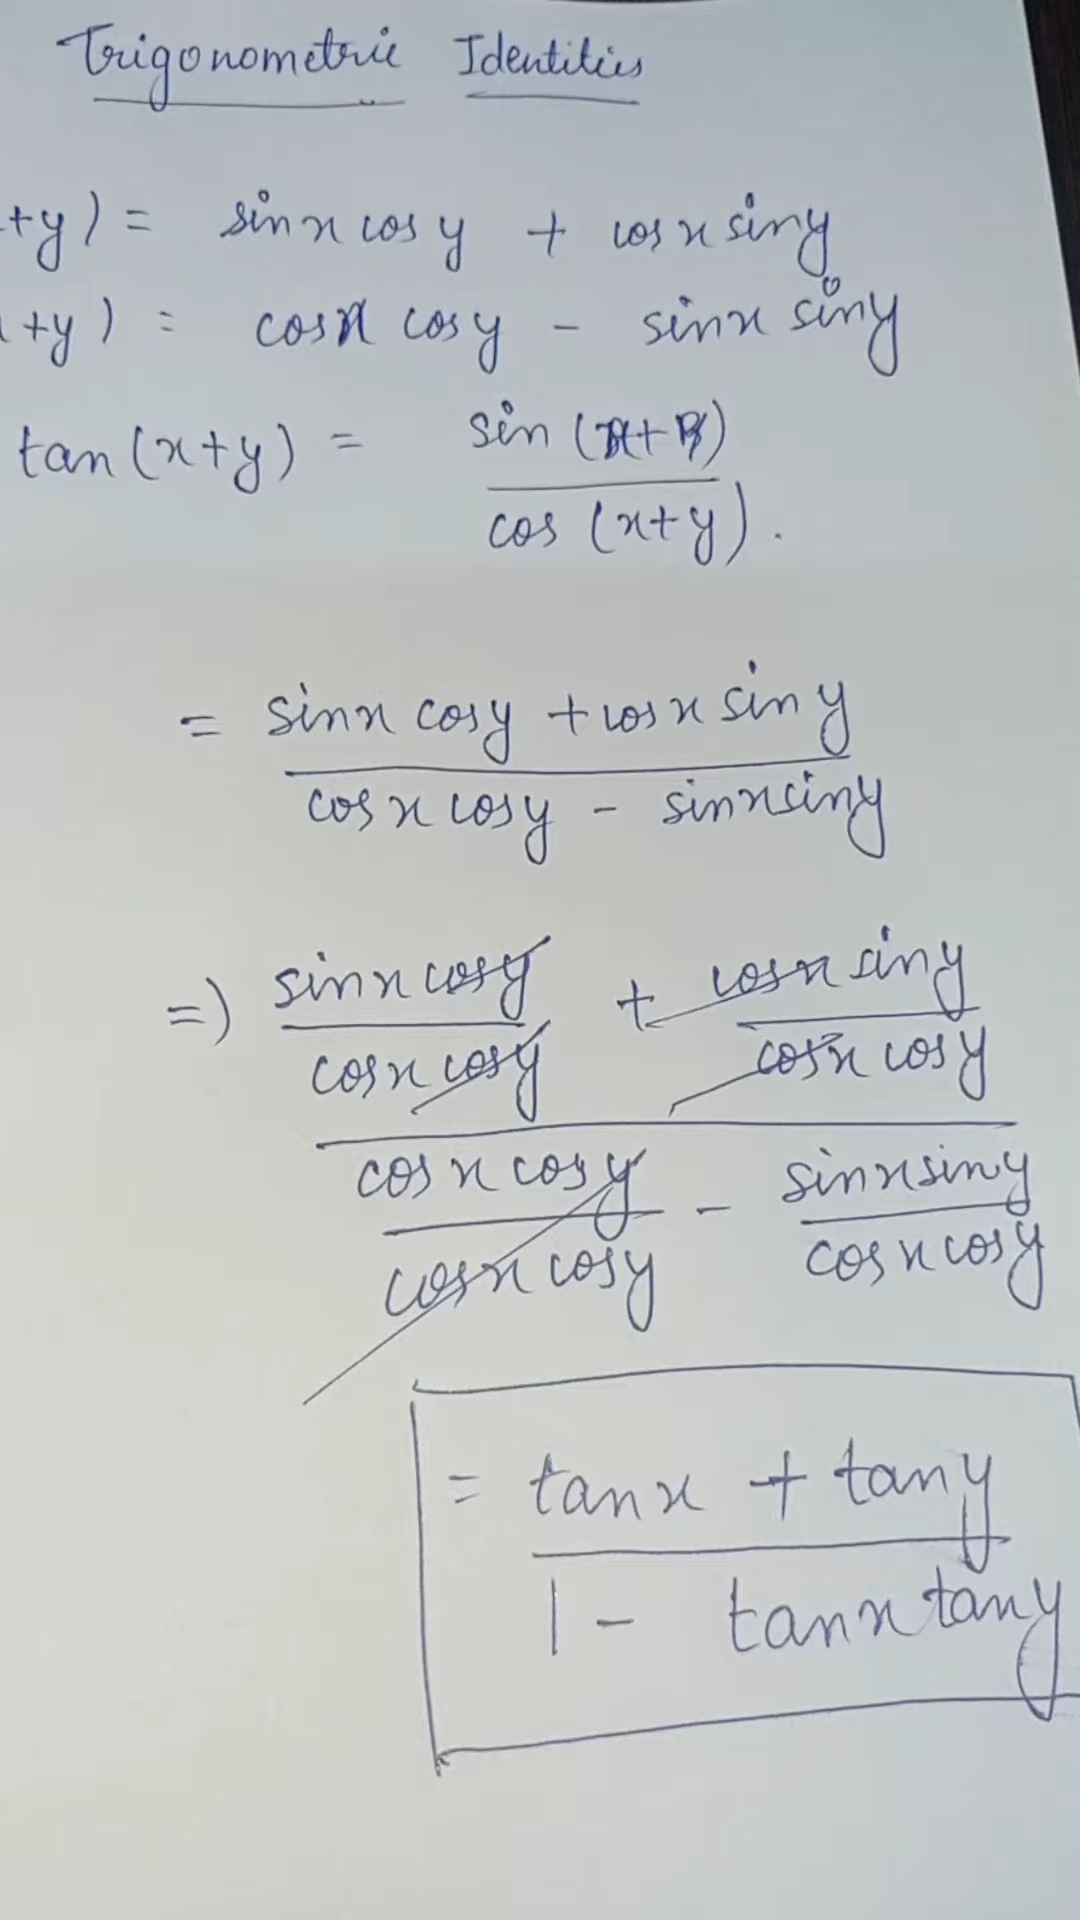 Trigonometric Identities
+y) = sinx cosy + cosx siny
+y) = cosx cosy - sinx siny
tan(x+y) = sin (x+y)
cos (x+y).
= sinx cosy + cosx siny
cosx cosy - sinx siny
=) sinx cosy + cosx siny
cosx cosy cosx cosy
cosx cosy - sinx siny
cosx cosy cosx cosy
= tanx + tany
1 - tanx tany